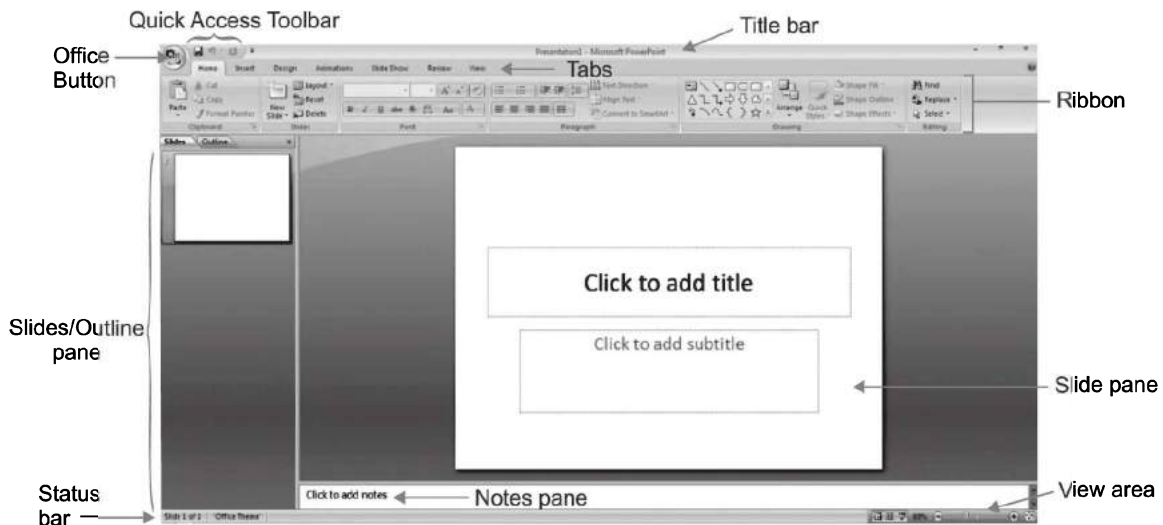 Quick Access Toolbar
Title bar
Office Button
Presentation1 - Microsoft PowerPoint
Home Insert Design Animations Slide Show Review View
Tabs
Ribbon
Paste
Cut
Copy
Format Painter
Clipboard
New Slide
Layout
Reset
Delete
Slides
Font
Text Direction
Align Text
Convert to SmartArt
Paragraph
Arrange
Quick Styles
Shape Fill
Shape Outline
Shape Effects
Drawing
Find
Replace
Select
Editing
Slides Outline
Click to add title
Click to add subtitle
Slides/Outline pane
Slide pane
Click to add notes
Notes pane
View area
Status bar
Slide 1 of 1 "Office Theme"